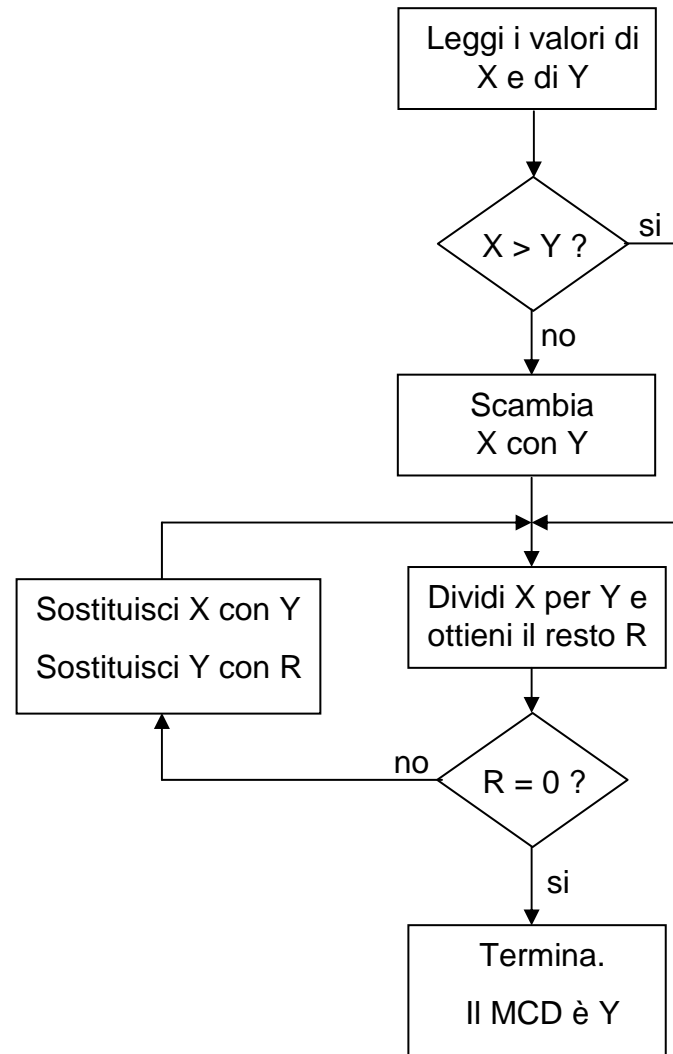 Leggi i valori di
X e di Y
X > Y ?
si
no
Scambia
X con Y
Sostituisci X con Y
Sostituisci Y con R
Dividi X per Y e
ottieni il resto R
no
R = 0 ?
si
Termina.
Il MCD è Y